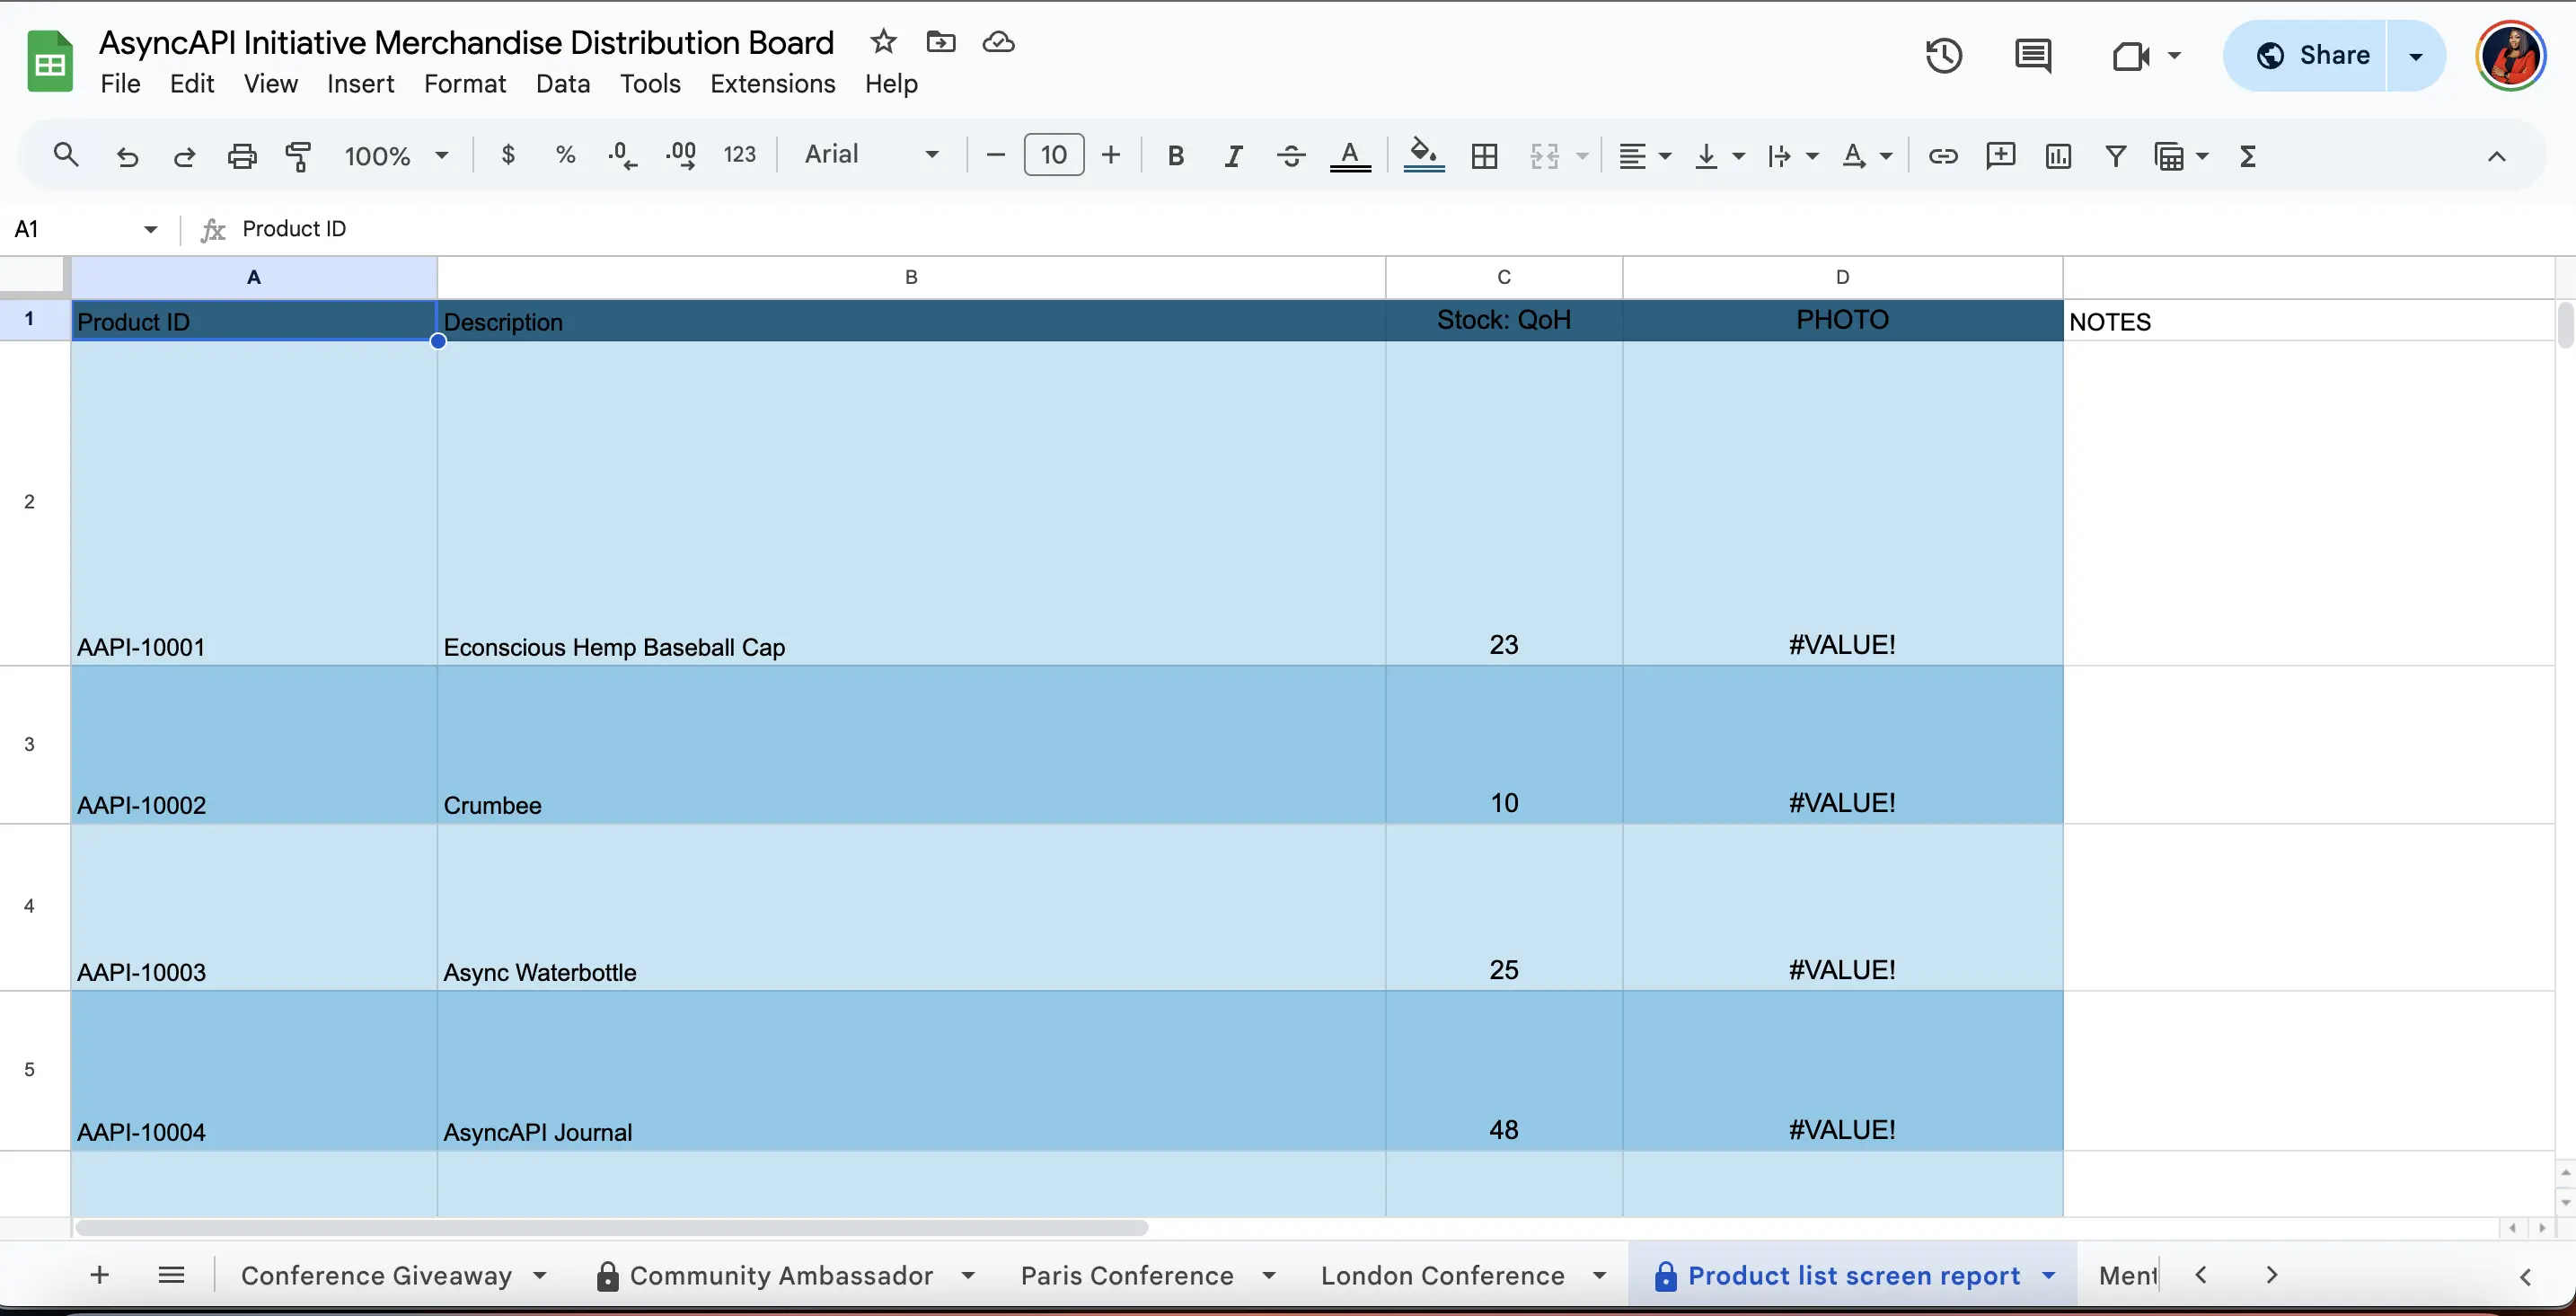 AsyncAPI Initiative Merchandise Distribution Board
File Edit View Insert Format Data Tools Extensions Help
Share
100% $ % .0 .00 123 Arial 10 B I A A
A1 fx Product ID
A B C D
1 Product ID Description Stock: QoH PHOTO NOTES
2 AAPI-10001 Econscious Hemp Baseball Cap 23 #VALUE!
3 AAPI-10002 Crumbee 10 #VALUE!
4 AAPI-10003 Async Waterbottle 25 #VALUE!
5 AAPI-10004 AsyncAPI Journal 48 #VALUE!
Conference Giveaway Community Ambassador Paris Conference London Conference Product list screen report Ment